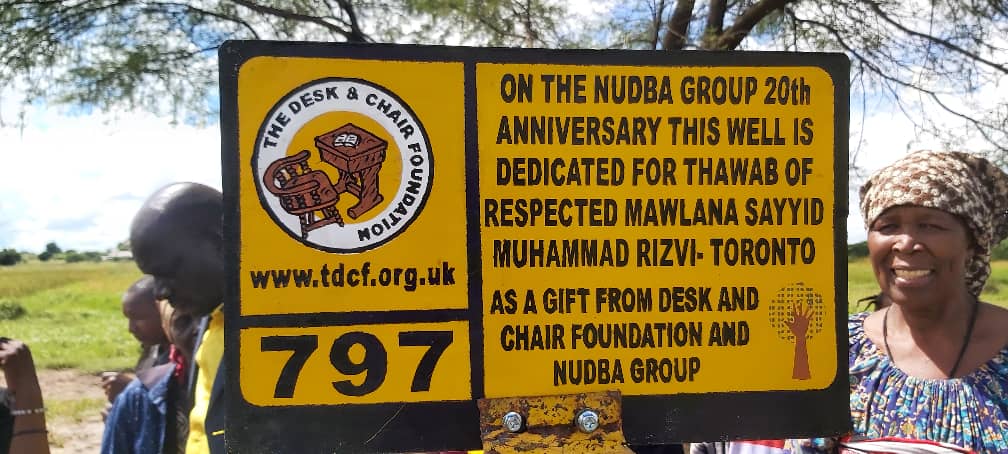 THE DESK & CHAIR FOUNDATION
www.tdcf.org.uk
797
ON THE NUDBA GROUP 20th
ANNIVERSARY THIS WELL IS
DEDICATED FOR THAWAB OF
RESPECTED MAWLANA SAYYID
MUHAMMAD RIZVI- TORONTO
AS A GIFT FROM DESK AND
CHAIR FOUNDATION AND
NUDBA GROUP